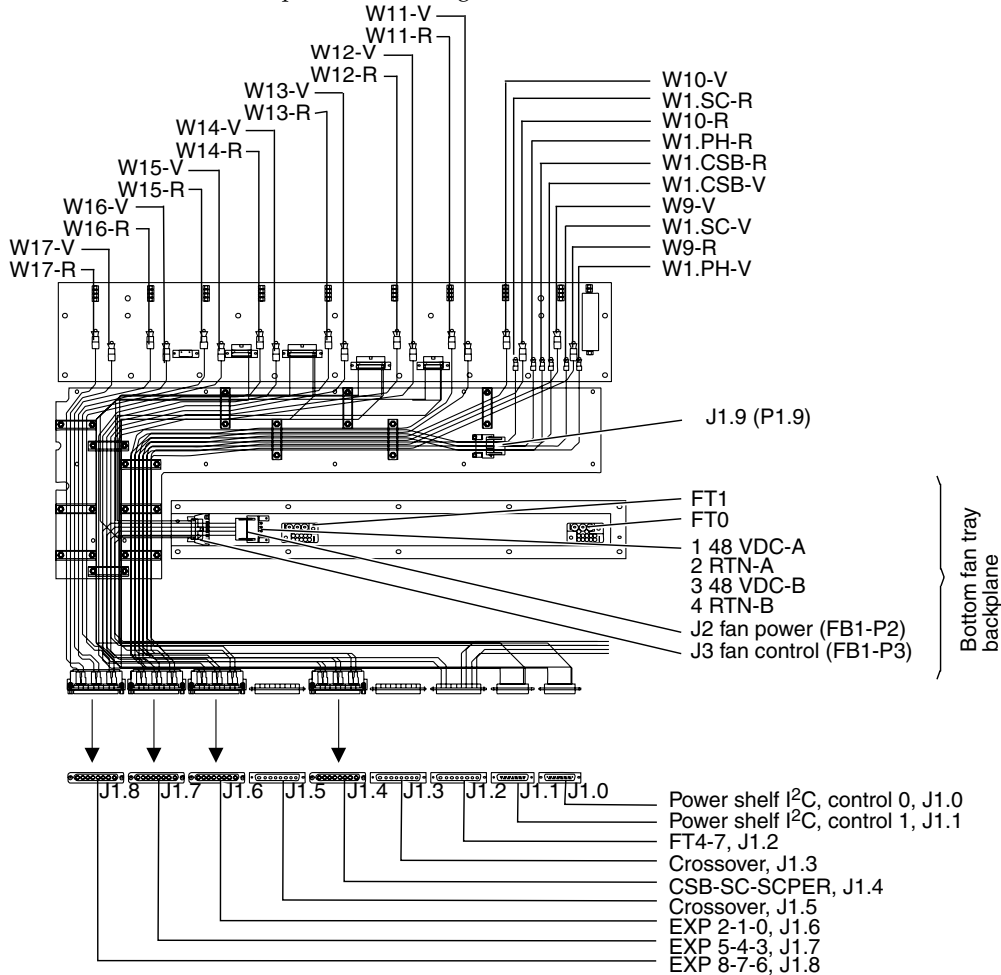 W11-V
W11-R
W12-V
W12-R
W13-V
W13-R
W14-V
W14-R
W15-V
W15-R
W16-V
W16-R
W17-V
W17-R
W10-V
W1.SC-R
W10-R
W1.PH-R
W1.CSB-R
W1.CSB-V
W9-V
W1.SC-V
W9-R
W1.PH-V
J1.9 (P1.9)
FT1
FT0
1 48 VDC-A
2 RTN-A
3 48 VDC-B
4 RTN-B
J2 fan power (FB1-P2)
J3 fan control (FB1-P3)
Bottom fan tray
backplane
J1.8 J1.7 J1.6 J1.5 J1.4 J1.3 J1.2 J1.1 J1.0
Power shelf I²C, control 0, J1.0
Power shelf I²C, control 1, J1.1
FT4-7, J1.2
Crossover, J1.3
CSB-SC-SCPER, J1.4
Crossover, J1.5
EXP 2-1-0, J1.6
EXP 5-4-3, J1.7
EXP 8-7-6, J1.8